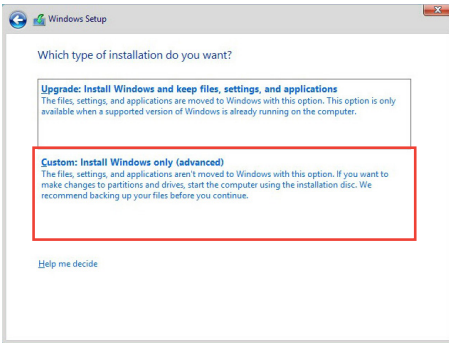 Windows Setup
Which type of installation do you want?
Upgrade: Install Windows and keep files, settings, and applications
The files, settings, and applications are moved to Windows with this option. This option is only
available when a supported version of Windows is already running on the computer.
Custom: Install Windows only (advanced)
The files, settings, and applications aren't moved to Windows with this option. If you want to
make changes to partitions and drives, start the computer using the installation disc. We
recommend backing up your files before you continue.
Help me decide